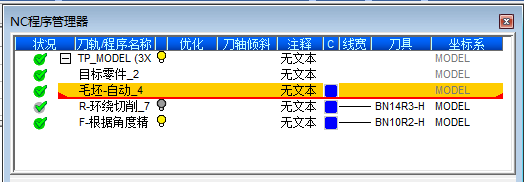 NC程序管理器
状况 刀轨/程序名称 优化 刀轴倾斜 注释 C 线宽 刀具 坐标系
TP_MODEL (3X 无文本 MODEL
目标零件_2 无文本 MODEL
毛坯-自动_4 无文本 MODEL
R-环绕切削_7 无文本 BN14R3-H MODEL
F-根据角度精 无文本 BN10R2-H MODEL